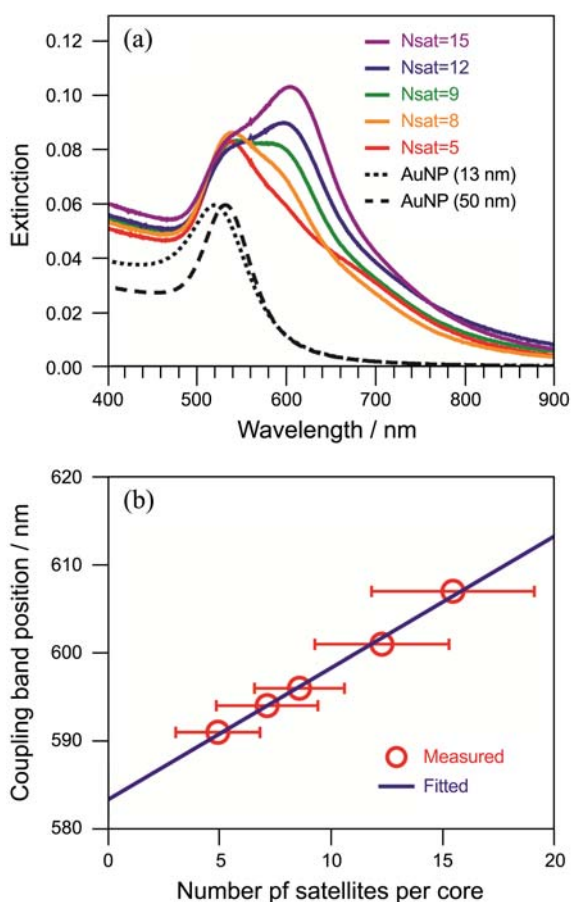 (a)
0.12
0.10
0.08
0.06
0.04
0.02
0.00
Extinction
Nsat=15
Nsat=12
Nsat=9
Nsat=8
Nsat=5
AuNP (13 nm)
AuNP (50 nm)
400 500 600 700 800 900
Wavelength / nm
(b)
620
610
600
590
580
Coupling band position / nm
Measured
Fitted
0 5 10 15 20
Number pf satellites per core